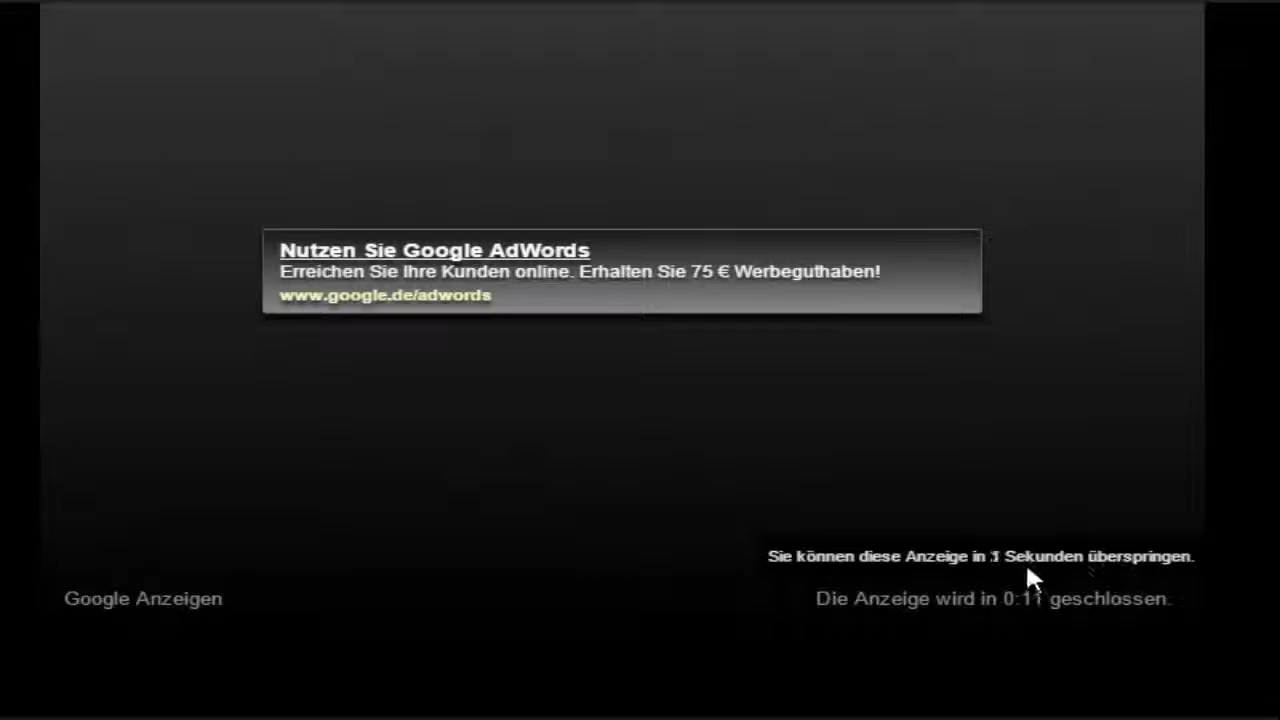 Nutzen Sie Google AdWords
Erreichen Sie Ihre Kunden online. Erhalten Sie 75 € Werbeguthaben!
www.google.de/adwords
Sie können diese Anzeige in 1 Sekunden überspringen.
Google Anzeigen
Die Anzeige wird in 0:11 geschlossen.